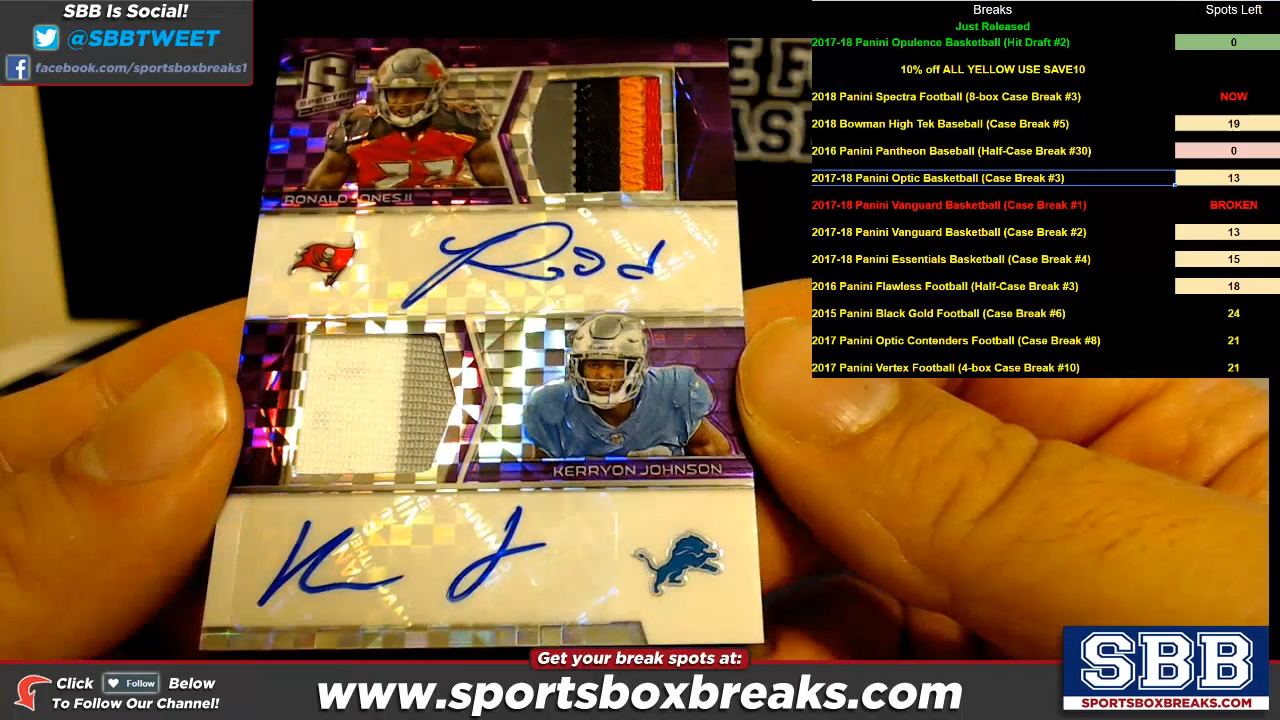 SBB Is Social!
@SBBTWEET
facebook.com/sportsboxbreaks1
Breaks Spots Left
Just Released
2017-18 Panini Opulence Basketball (Hit Draft #2) 0
10% off ALL YELLOW USE SAVE10
2018 Panini Spectra Football (8-box Case Break #3) NOW
2018 Bowman High Tek Baseball (Case Break #5) 19
2016 Panini Pantheon Baseball (Half-Case Break #30) 0
2017-18 Panini Optic Basketball (Case Break #3) 13
2017-18 Panini Vanguard Basketball (Case Break #1) BROKEN
2017-18 Panini Vanguard Basketball (Case Break #2) 13
2017-18 Panini Essentials Basketball (Case Break #4) 15
2016 Panini Flawless Football (Half-Case Break #3) 18
2015 Panini Black Gold Football (Case Break #6) 24
2017 Panini Optic Contenders Football (Case Break #8) 21
2017 Panini Vertex Football (4-box Case Break #10) 21
SPECTRA
RONALD JONES II
KERRYON JOHNSON
Get your break spots at:
www.sportsboxbreaks.com
Click Follow Below
To Follow Our Channel!
SBB
SPORTSBOXBREAKS.COM